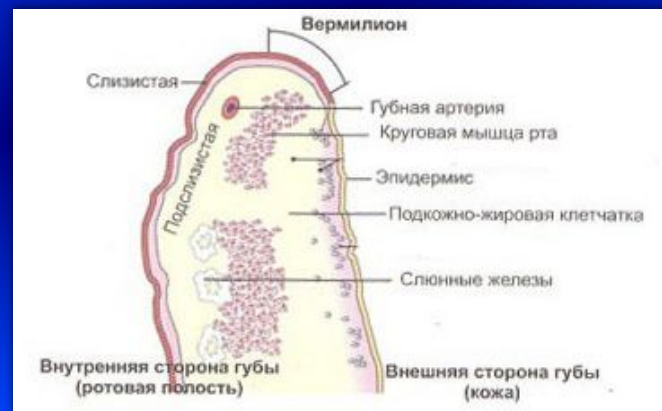 Вермилион
Слизистая
Губная артерия
Круговая мышца рта
Подслизистая
Эпидермис
Подкожно-жировая клетчатка
Слюнные железы
Внутренняя сторона губы
(ротовая полость)
Внешняя сторона губы
(кожа)